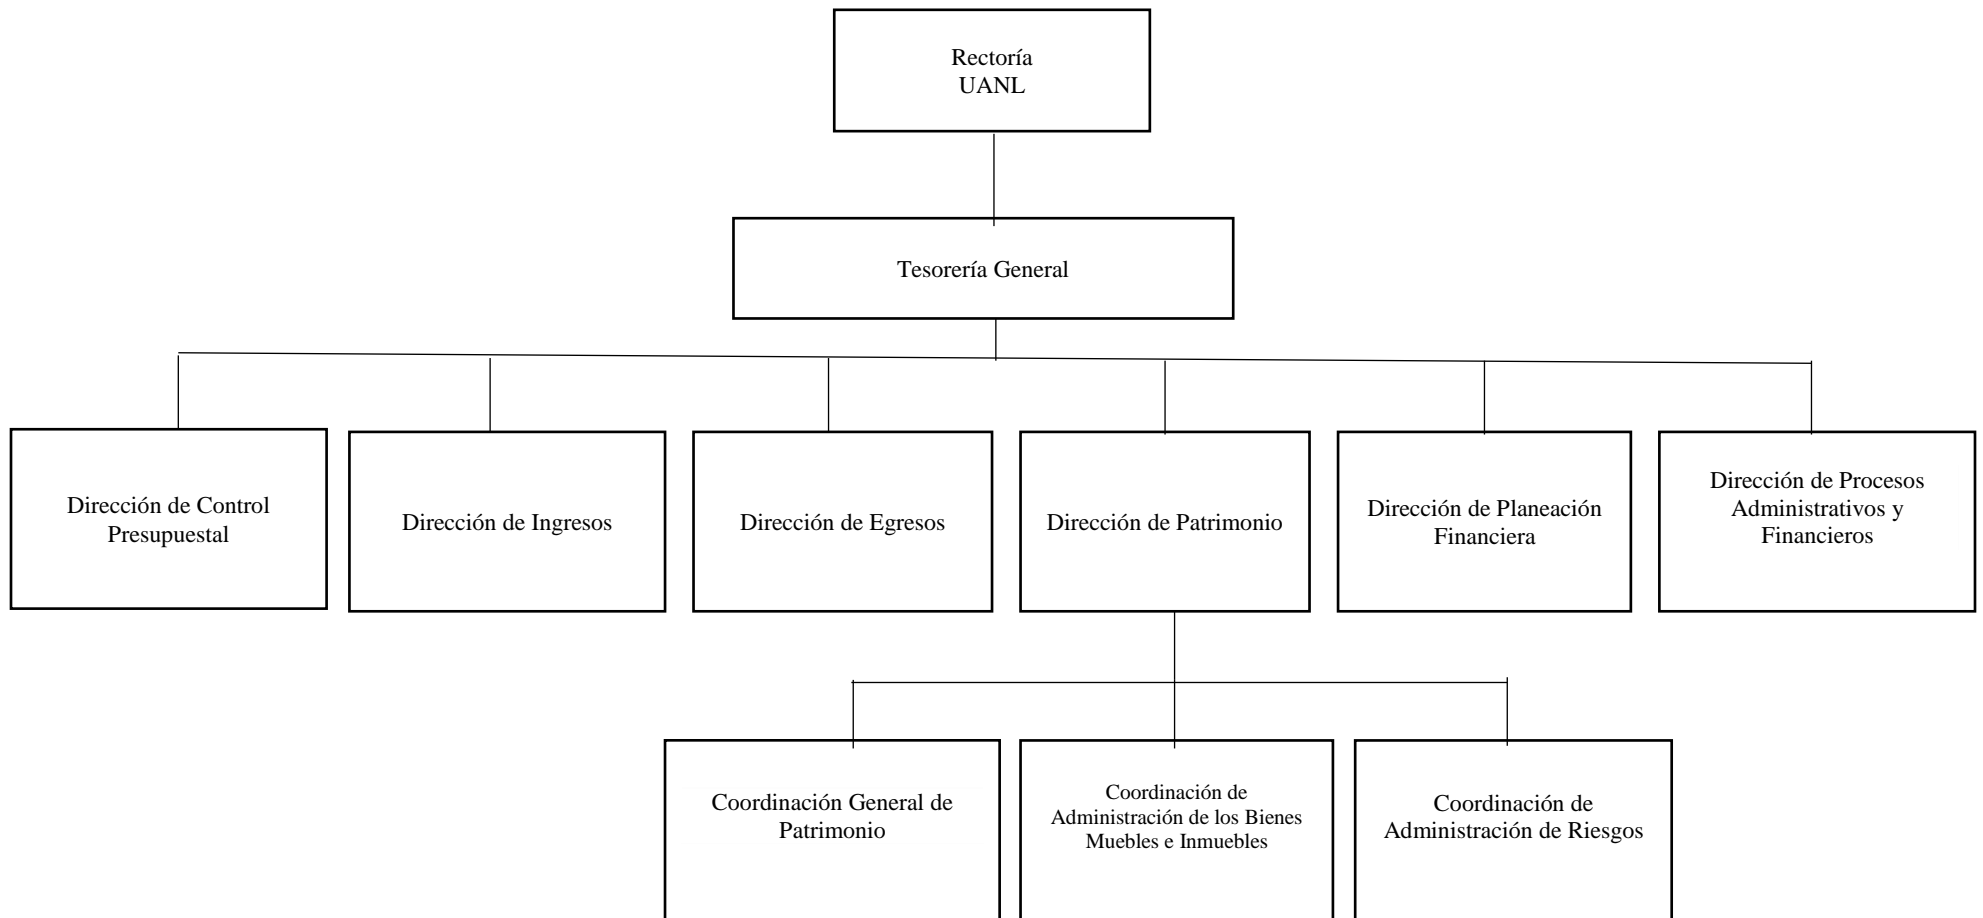 Rectoría
UANL
Tesorería General
Dirección de Control
Presupuestal
Dirección de Ingresos
Dirección de Egresos
Dirección de Patrimonio
Dirección de Planeación
Financiera
Dirección de Procesos
Administrativos y
Financieros
Coordinación General de
Patrimonio
Coordinación de
Administración de los Bienes
Muebles e Inmuebles
Coordinación de
Administración de Riesgos